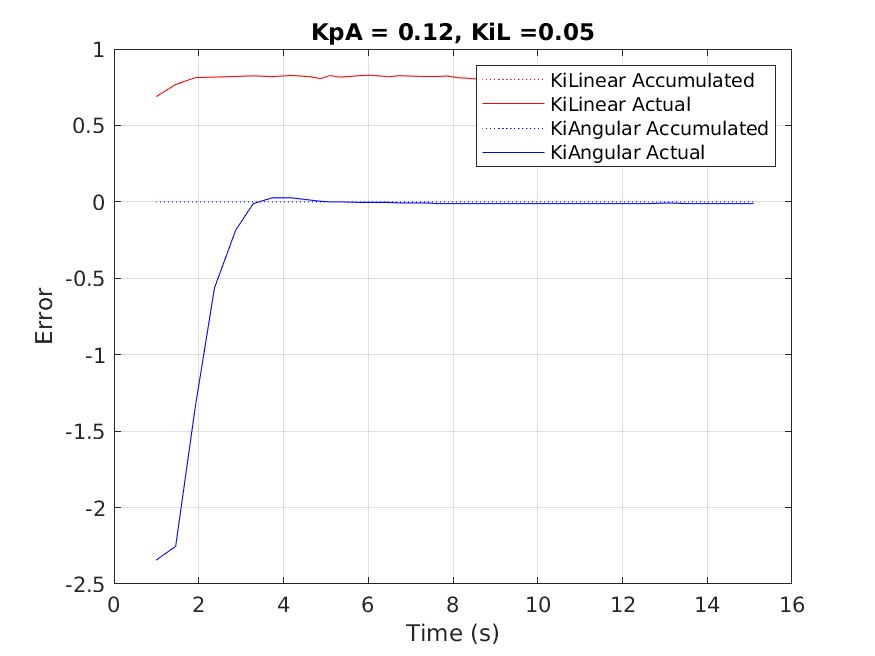 KpA = 0.12, KiL =0.05
1
0.5
0
-0.5
-1
-1.5
-2
-2.5
Error
KiLinear Accumulated
KiLinear Actual
KiAngular Accumulated
KiAngular Actual
0 2 4 6 8 10 12 14 16
Time (s)